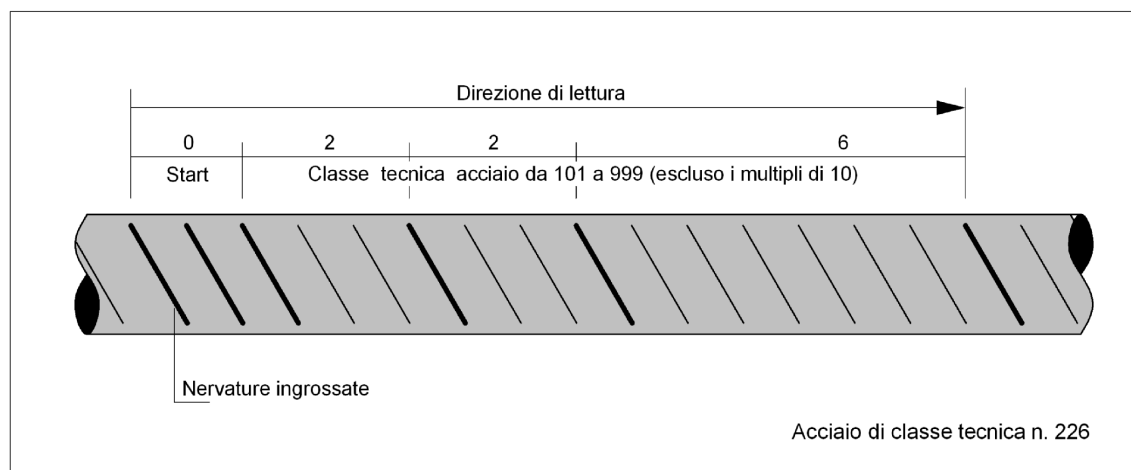 Direzione di lettura
0 2 2 6
Start Classe tecnica acciaio da 101 a 999 (escluso i multipli di 10)
Nervature ingrossate
Acciaio di classe tecnica n. 226